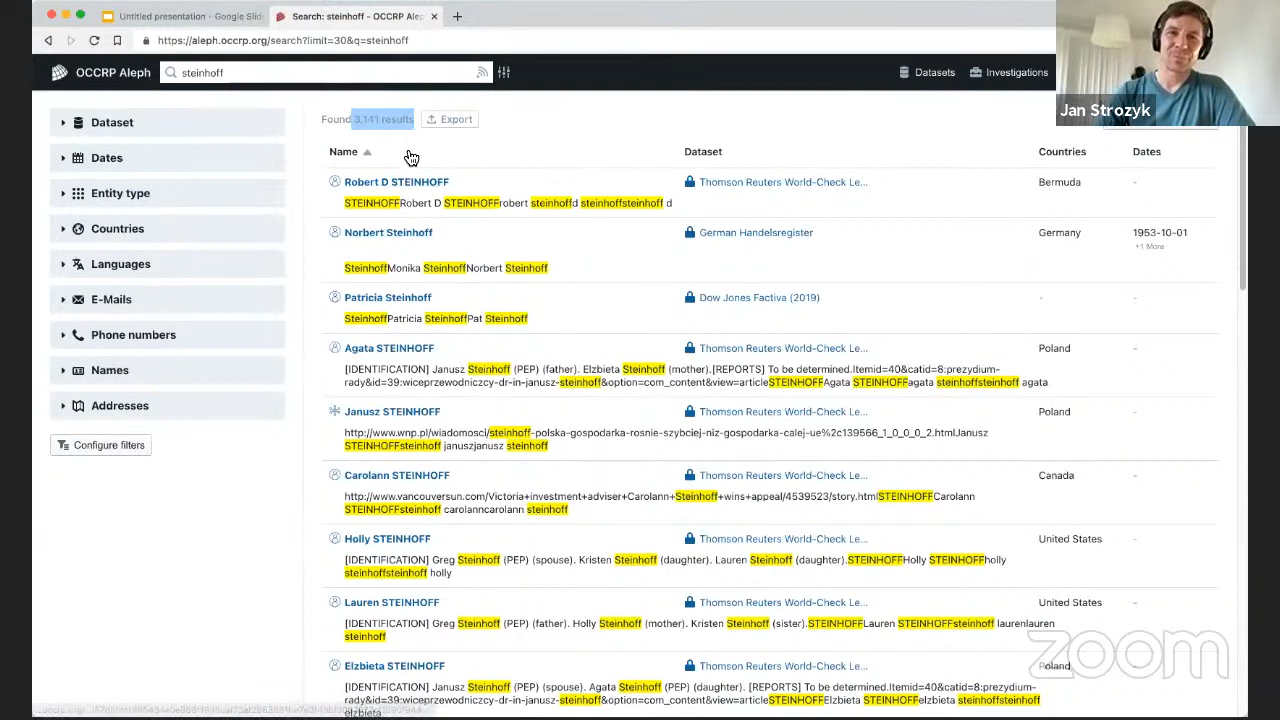 Untitled presentation - Google Slid
Search: steinhoff - OCCRP Aleph
https://aleph.occrp.org/search?limit=30&q=steinhoff
OCCRP Aleph
steinhoff
Datasets
Investigations
Jan Strozyk
Dataset
Dates
Entity type
Countries
Languages
E-Mails
Phone numbers
Names
Addresses
Configure filters
Found 3,141 results
Export
Name
Dataset
Countries
Dates
Robert D STEINHOFF
Thomson Reuters World-Check Le...
Bermuda
-
STEINHOFFRobert D STEINHOFFrobert steinhoffd steinhoffsteinhoff d
Norbert Steinhoff
German Handelsregister
Germany
1953-10-01
+1 More
SteinhoffMonika SteinhoffNorbert Steinhoff
Patricia Steinhoff
Dow Jones Factiva (2019)
-
-
SteinhoffPatricia SteinhoffPat Steinhoff
Agata STEINHOFF
Thomson Reuters World-Check Le...
Poland
-
[IDENTIFICATION] Janusz Steinhoff (PEP) (father). Elzbieta Steinhoff (mother).[REPORTS] To be determined.Itemid=40&catid=8:prezydium-
rady&id=39:wiceprzewodniczcy-dr-in-janusz-steinhoff&option=com_content&view=articleSTEINHOFFAgata STEINHOFFagata steinhoffsteinhoff agata
Janusz STEINHOFF
Thomson Reuters World-Check Le...
Poland
-
http://www.wnp.pl/wiadomosci/steinhoff-polska-gospodarka-rosnie-szybciej-niz-gospodarka-calej-ue%2c139566_1_0_0_2.htmlJanusz
STEINHOFFsteinhoff januszjanusz steinhoff
Carolann STEINHOFF
Thomson Reuters World-Check Le...
Canada
-
http://www.vancouversun.com/Victoria+investment+adviser+Carolann+Steinhoff+wins+appeal/4539523/story.htmlSTEINHOFFCarolann
STEINHOFFsteinhoff carolanncarolann steinhoff
Holly STEINHOFF
Thomson Reuters World-Check Le...
United States
-
[IDENTIFICATION] Greg Steinhoff (PEP) (spouse). Kristen Steinhoff (daughter). Lauren Steinhoff (daughter).STEINHOFFHolly STEINHOFFholly
steinhoffsteinhoff holly
Lauren STEINHOFF
Thomson Reuters World-Check Le...
United States
-
[IDENTIFICATION] Greg Steinhoff (PEP) (father). Holly Steinhoff (mother). Kristen Steinhoff (sister).STEINHOFFLauren STEINHOFFsteinhoff laurenlauren
steinhoff
Elzbieta STEINHOFF
Thomson Reuters World-Check Le...
Poland
-
[IDENTIFICATION] Janusz Steinhoff (PEP) (spouse). Agata Steinhoff (PEP) (daughter). [REPORTS] To be determined.Itemid=40&catid=8:prezydium-
rady&id=39:wiceprzewodniczcy-dr-in-janusz-steinhoff&option=com_content&view=articleSTEINHOFFElzbieta STEINHOFFelzbieta steinhoffsteinhoff
elzbieta
zoom